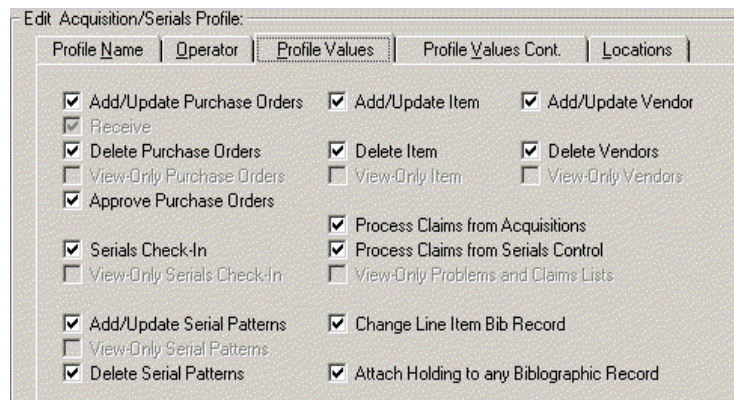 Edit Acquisition/Serials Profile:
Profile Name Operator Profile Values Profile Values Cont. Locations
Add/Update Purchase Orders Add/Update Item Add/Update Vendor
Receive
Delete Purchase Orders Delete Item Delete Vendors
View-Only Purchase Orders View-Only Item View-Only Vendors
Approve Purchase Orders
Process Claims from Acquisitions
Serials Check-In Process Claims from Serials Control
View-Only Serials Check-In View-Only Problems and Claims Lists
Add/Update Serial Patterns Change Line Item Bib Record
View-Only Serial Patterns
Delete Serial Patterns Attach Holding to any Biblographic Record